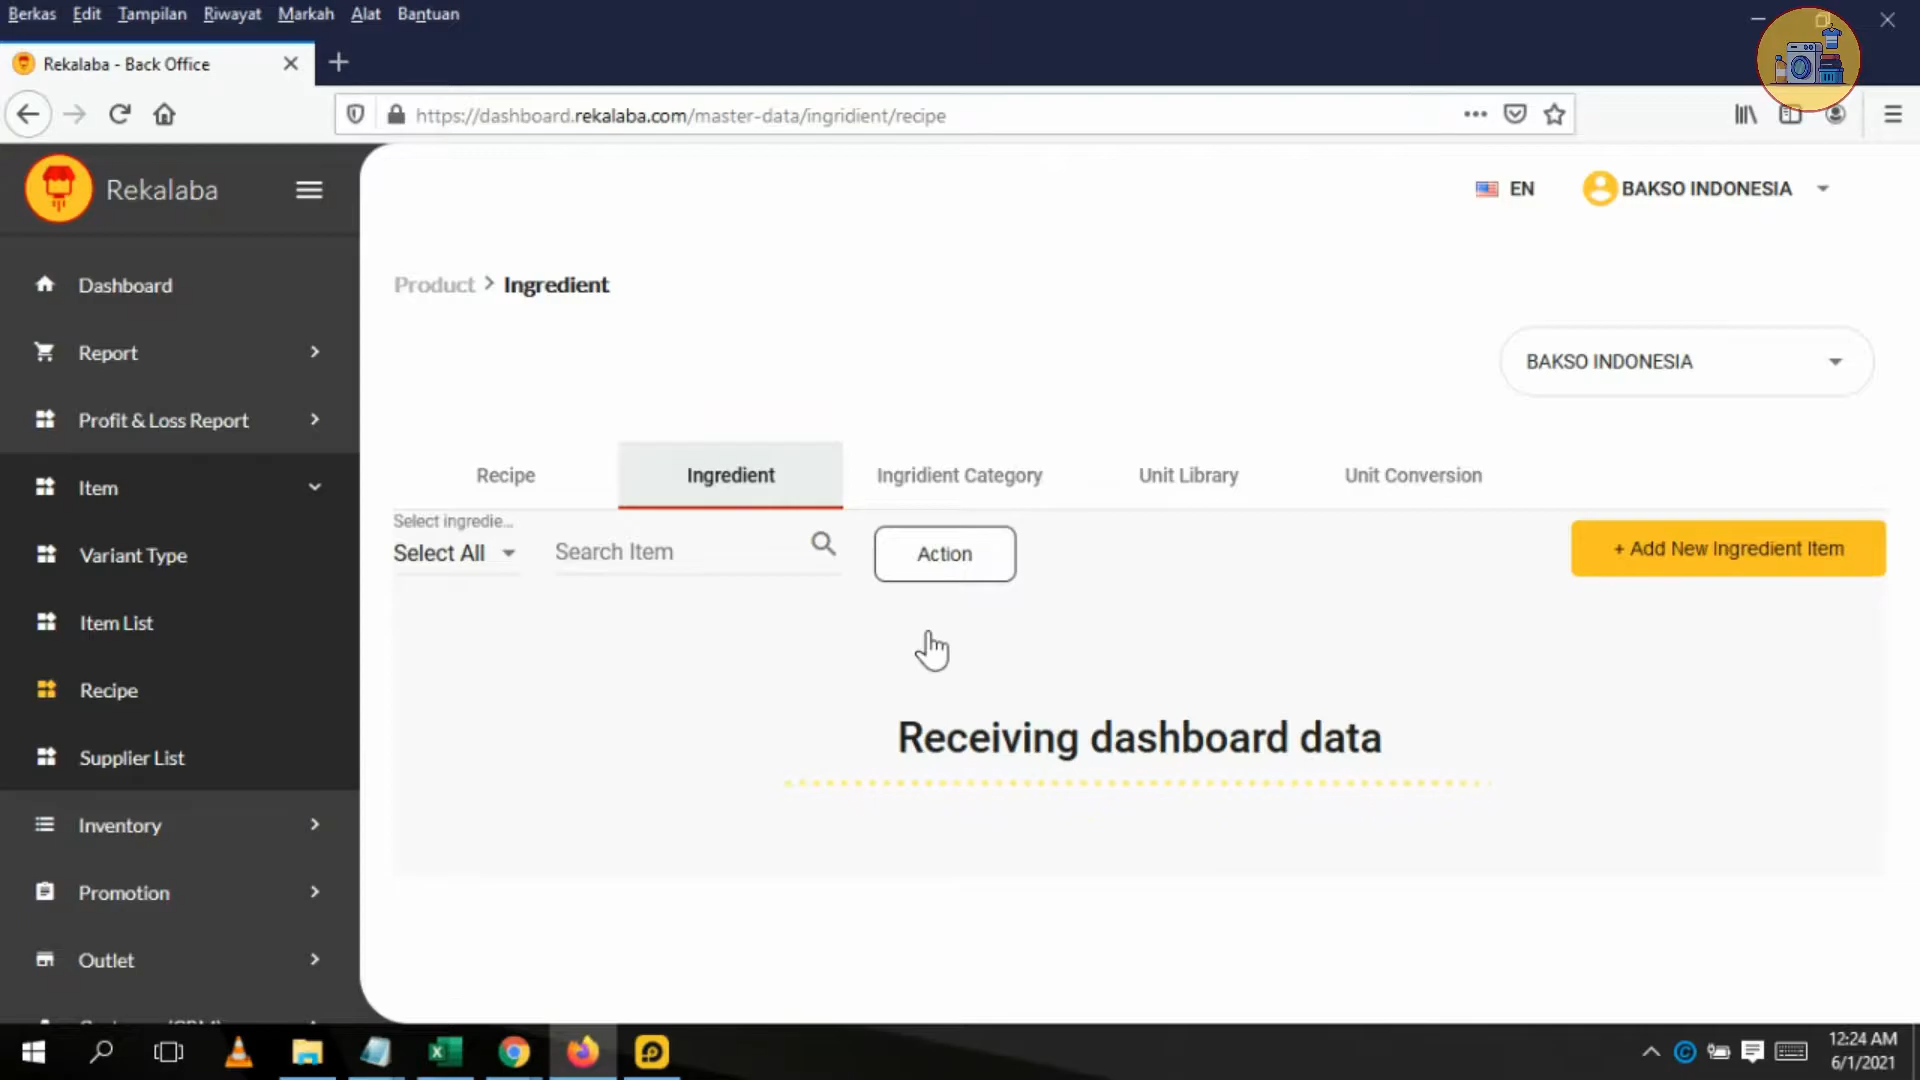 Berkas Edit Tampilan Riwayat Markah Alat Bantuan
Rekalaba - Back Office
https://dashboard.rekalaba.com/master-data/ingridient/recipe
Rekalaba
EN
BAKSO INDONESIA
Dashboard
Report
Profit & Loss Report
Item
Variant Type
Item List
Recipe
Supplier List
Inventory
Promotion
Outlet
Product > Ingredient
BAKSO INDONESIA
Recipe Ingredient Ingridient Category Unit Library Unit Conversion
Select ingredie...
Select All
Search Item
Action
+ Add New Ingredient Item
Receiving dashboard data
12:24 AM
6/1/2021